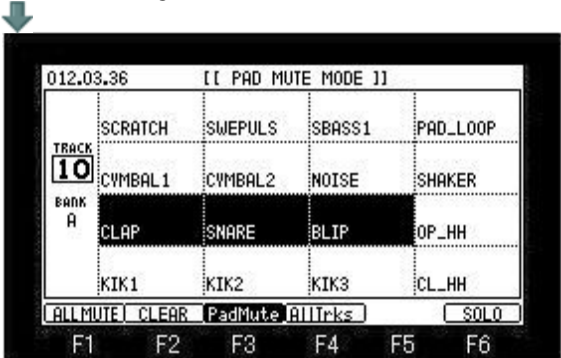 012.03.36 [[ PAD MUTE MODE ]]
SCRATCH SWEPULS SBASS1 PAD_LOOP
TRACK
10 CYMBAL1 CYMBAL2 NOISE SHAKER
BANK
A
CLAP SNARE BLIP OP_HH
KIK1 KIK2 KIK3 CL_HH
ALLMUTE CLEAR PadMute AllTrks SOLO
F1 F2 F3 F4 F5 F6